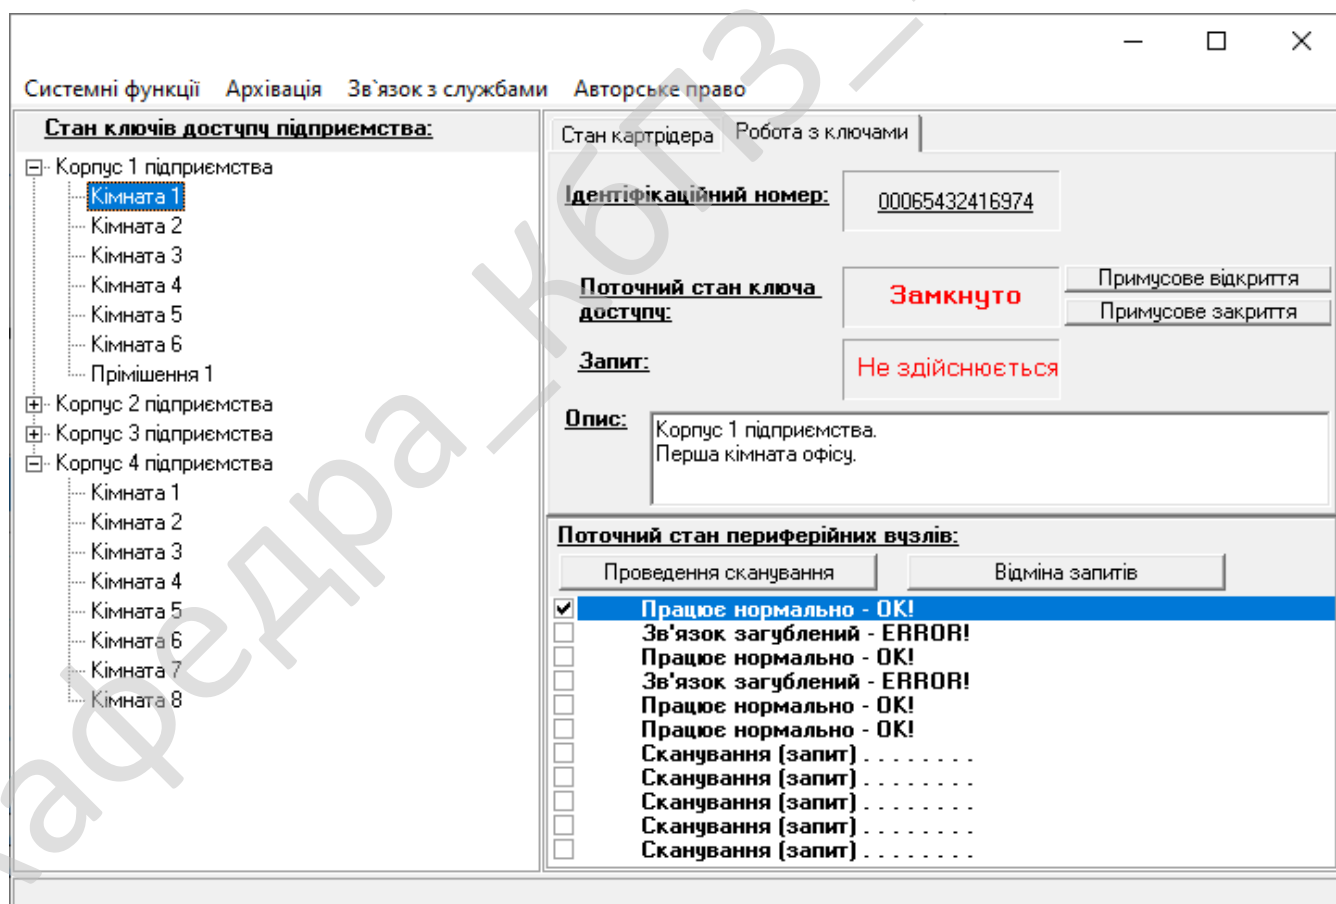 Системні функції Архівація Зв`язок з службами Авторське право
Стан ключів доступу підприємства:
Корпус 1 підприємства
Кімната 1
Кімната 2
Кімната 3
Кімната 4
Кімната 5
Кімната 6
Прімішення 1
Корпус 2 підприємства
Корпус 3 підприємства
Корпус 4 підприємства
Кімната 1
Кімната 2
Кімната 3
Кімната 4
Кімната 5
Кімната 6
Кімната 7
Кімната 8
Стан картрідера Робота з ключами
Ідентіфікаційний номер: 00065432416974
Поточний стан ключа
доступу:
Замкнуто
Примусове відкриття
Примусове закриття
Запит: Не здійснюється
Опис:
Корпус 1 підприємства.
Перша кімната офісу.
Поточний стан периферійних вузлів:
Проведення сканування Відміна запитів
Працює нормально - OK!
Зв'язок загублений - ERROR!
Працює нормально - OK!
Зв'язок загублений - ERROR!
Працює нормально - OK!
Працює нормально - OK!
Сканування (запит) . . . . . . . .
Сканування (запит) . . . . . . . .
Сканування (запит) . . . . . . . .
Сканування (запит) . . . . . . . .
Сканування (запит) . . . . . . . .
кафедра_кбпз_